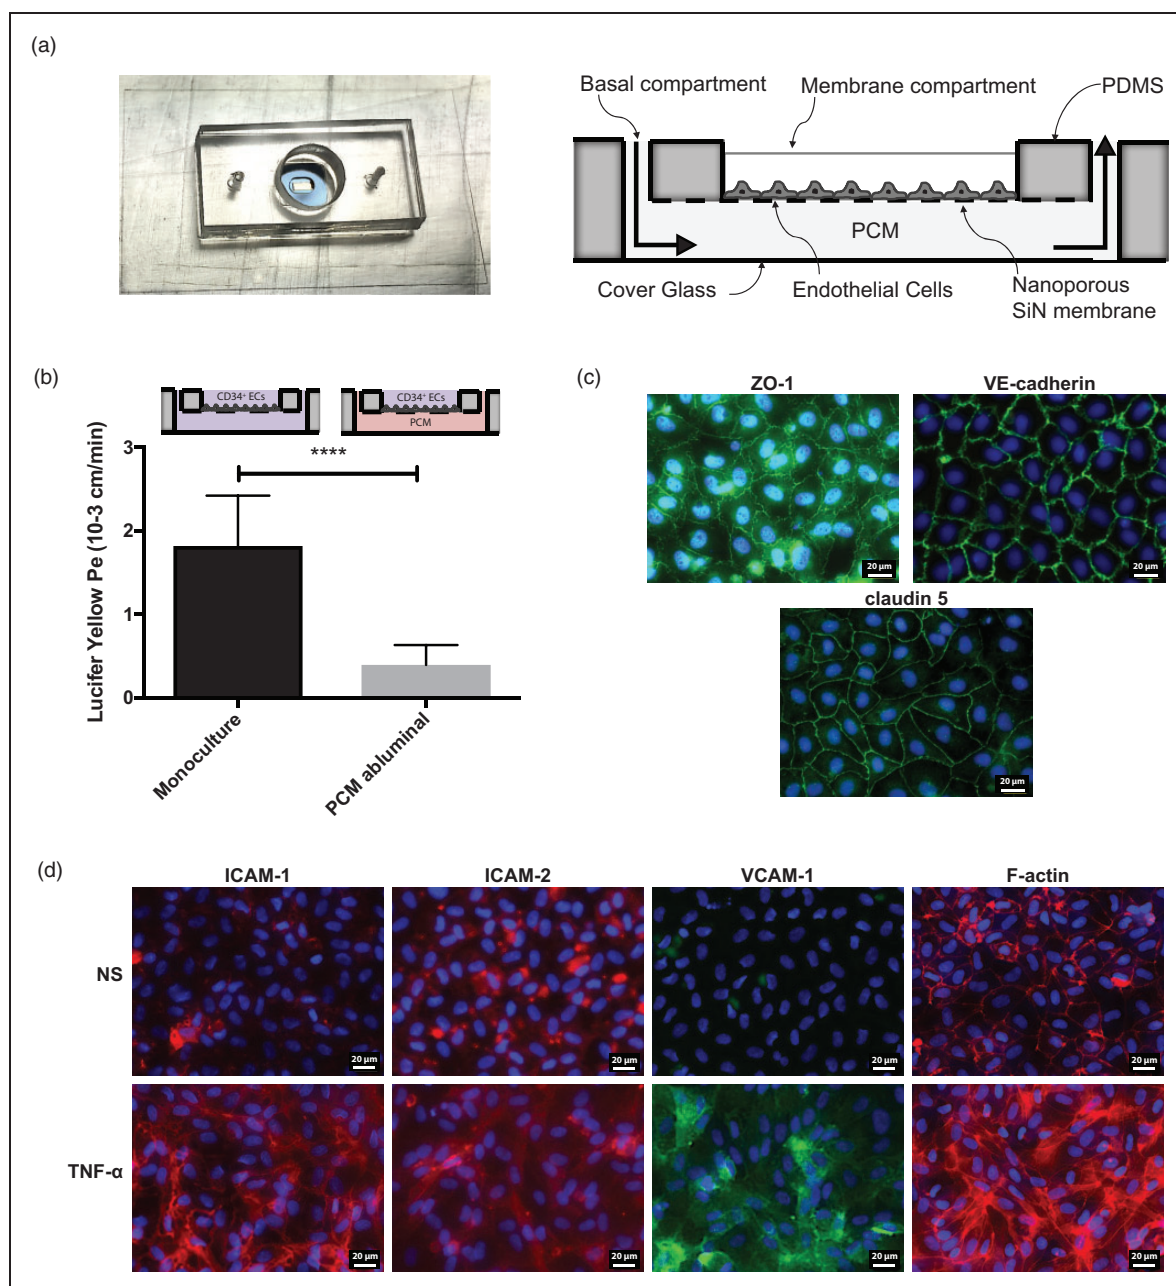 (a)
Basal compartment
Membrane compartment
PDMS
PCM
Cover Glass
Endothelial Cells
Nanoporous
SiN membrane
(b)
CD34+ ECs
CD34+ ECs
PCM
Lucifer Yellow Pe (10-3 cm/min)
3
2
1
0
****
Monoculture
PCM abluminal
(c)
ZO-1
VE-cadherin
20 µm
20 µm
claudin 5
20 µm
(d)
ICAM-1
ICAM-2
VCAM-1
F-actin
NS
20 µm
20 µm
20 µm
20 µm
TNF-α
20 µm
20 µm
20 µm
20 µm